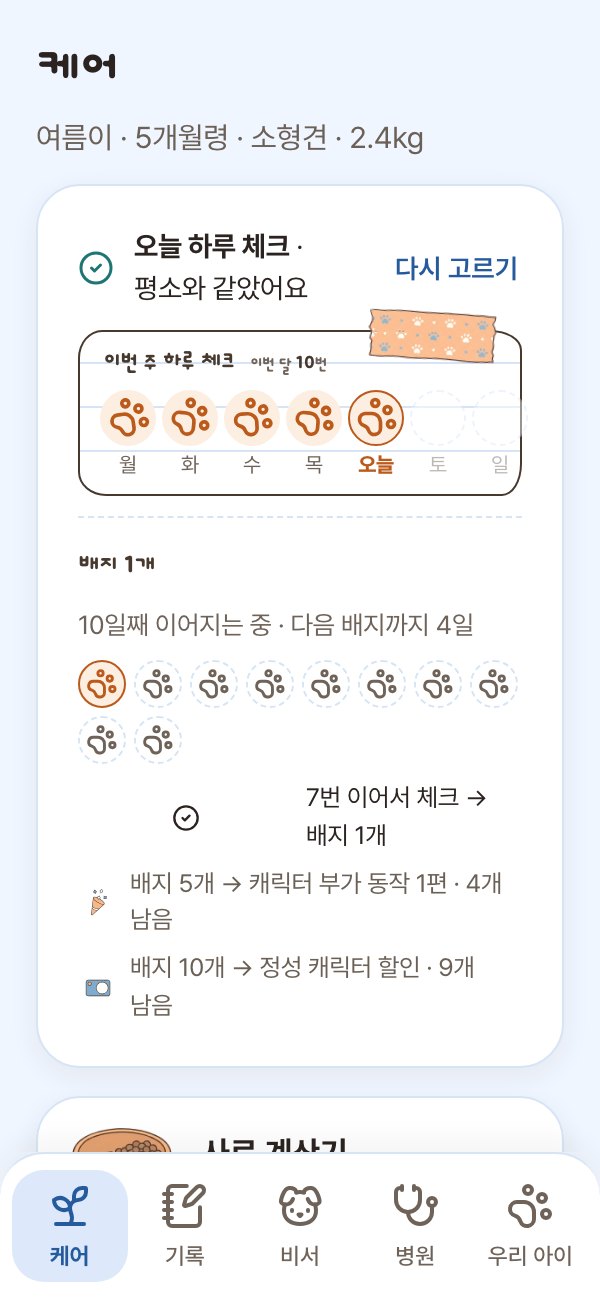 케어
여름이 · 5개월령 · 소형견 · 2.4kg
오늘 하루 체크 ·
평소와 같았어요
다시 고르기
이번 주 하루 체크 이번 달 10번
월 화 수 목 오늘 토 일
배지 1개
10일째 이어지는 중 · 다음 배지까지 4일
7번 이어서 체크 →
배지 1개
배지 5개 → 캐릭터 부가 동작 1편 · 4개
남음
배지 10개 → 정성 캐릭터 할인 · 9개
남음
사료 계산기
케어 기록 비서 병원 우리 아이